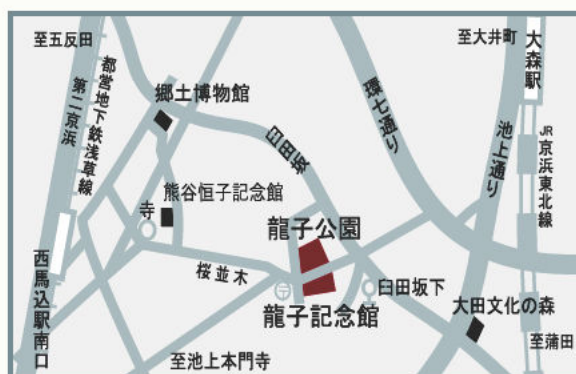 至五反田
都営地下鉄浅草線
第二京浜
郷土博物館
臼田坂
環七通り
至大井町
大森駅
池上通り
JR京浜東北線
熊谷恒子記念館
寺
龍子公園
西馬込駅南口
桜並木
臼田坂下
龍子記念館
大田文化の森
至池上本門寺
至蒲田